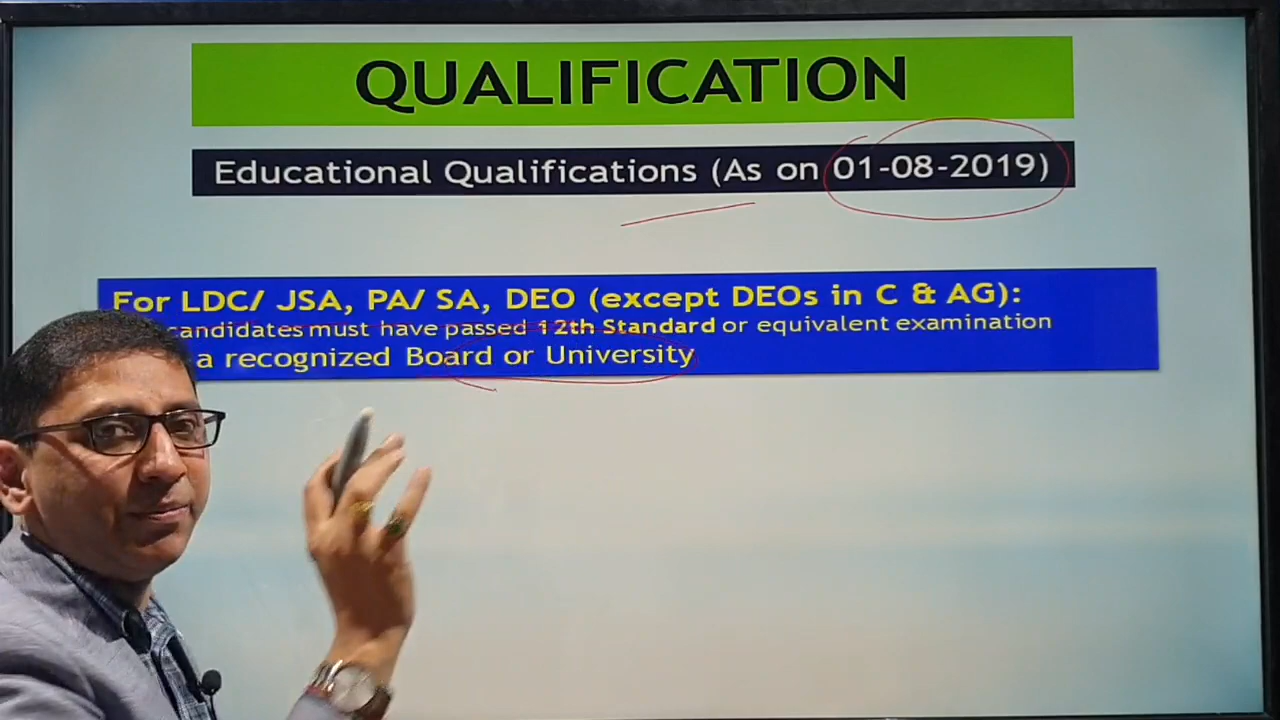 QUALIFICATION
Educational Qualifications (As on 01-08-2019)
For LDC/ JSA, PA/ SA, DEO (except DEOs in C & AG):
candidates must have passed 12th Standard or equivalent examination
a recognized Board or University